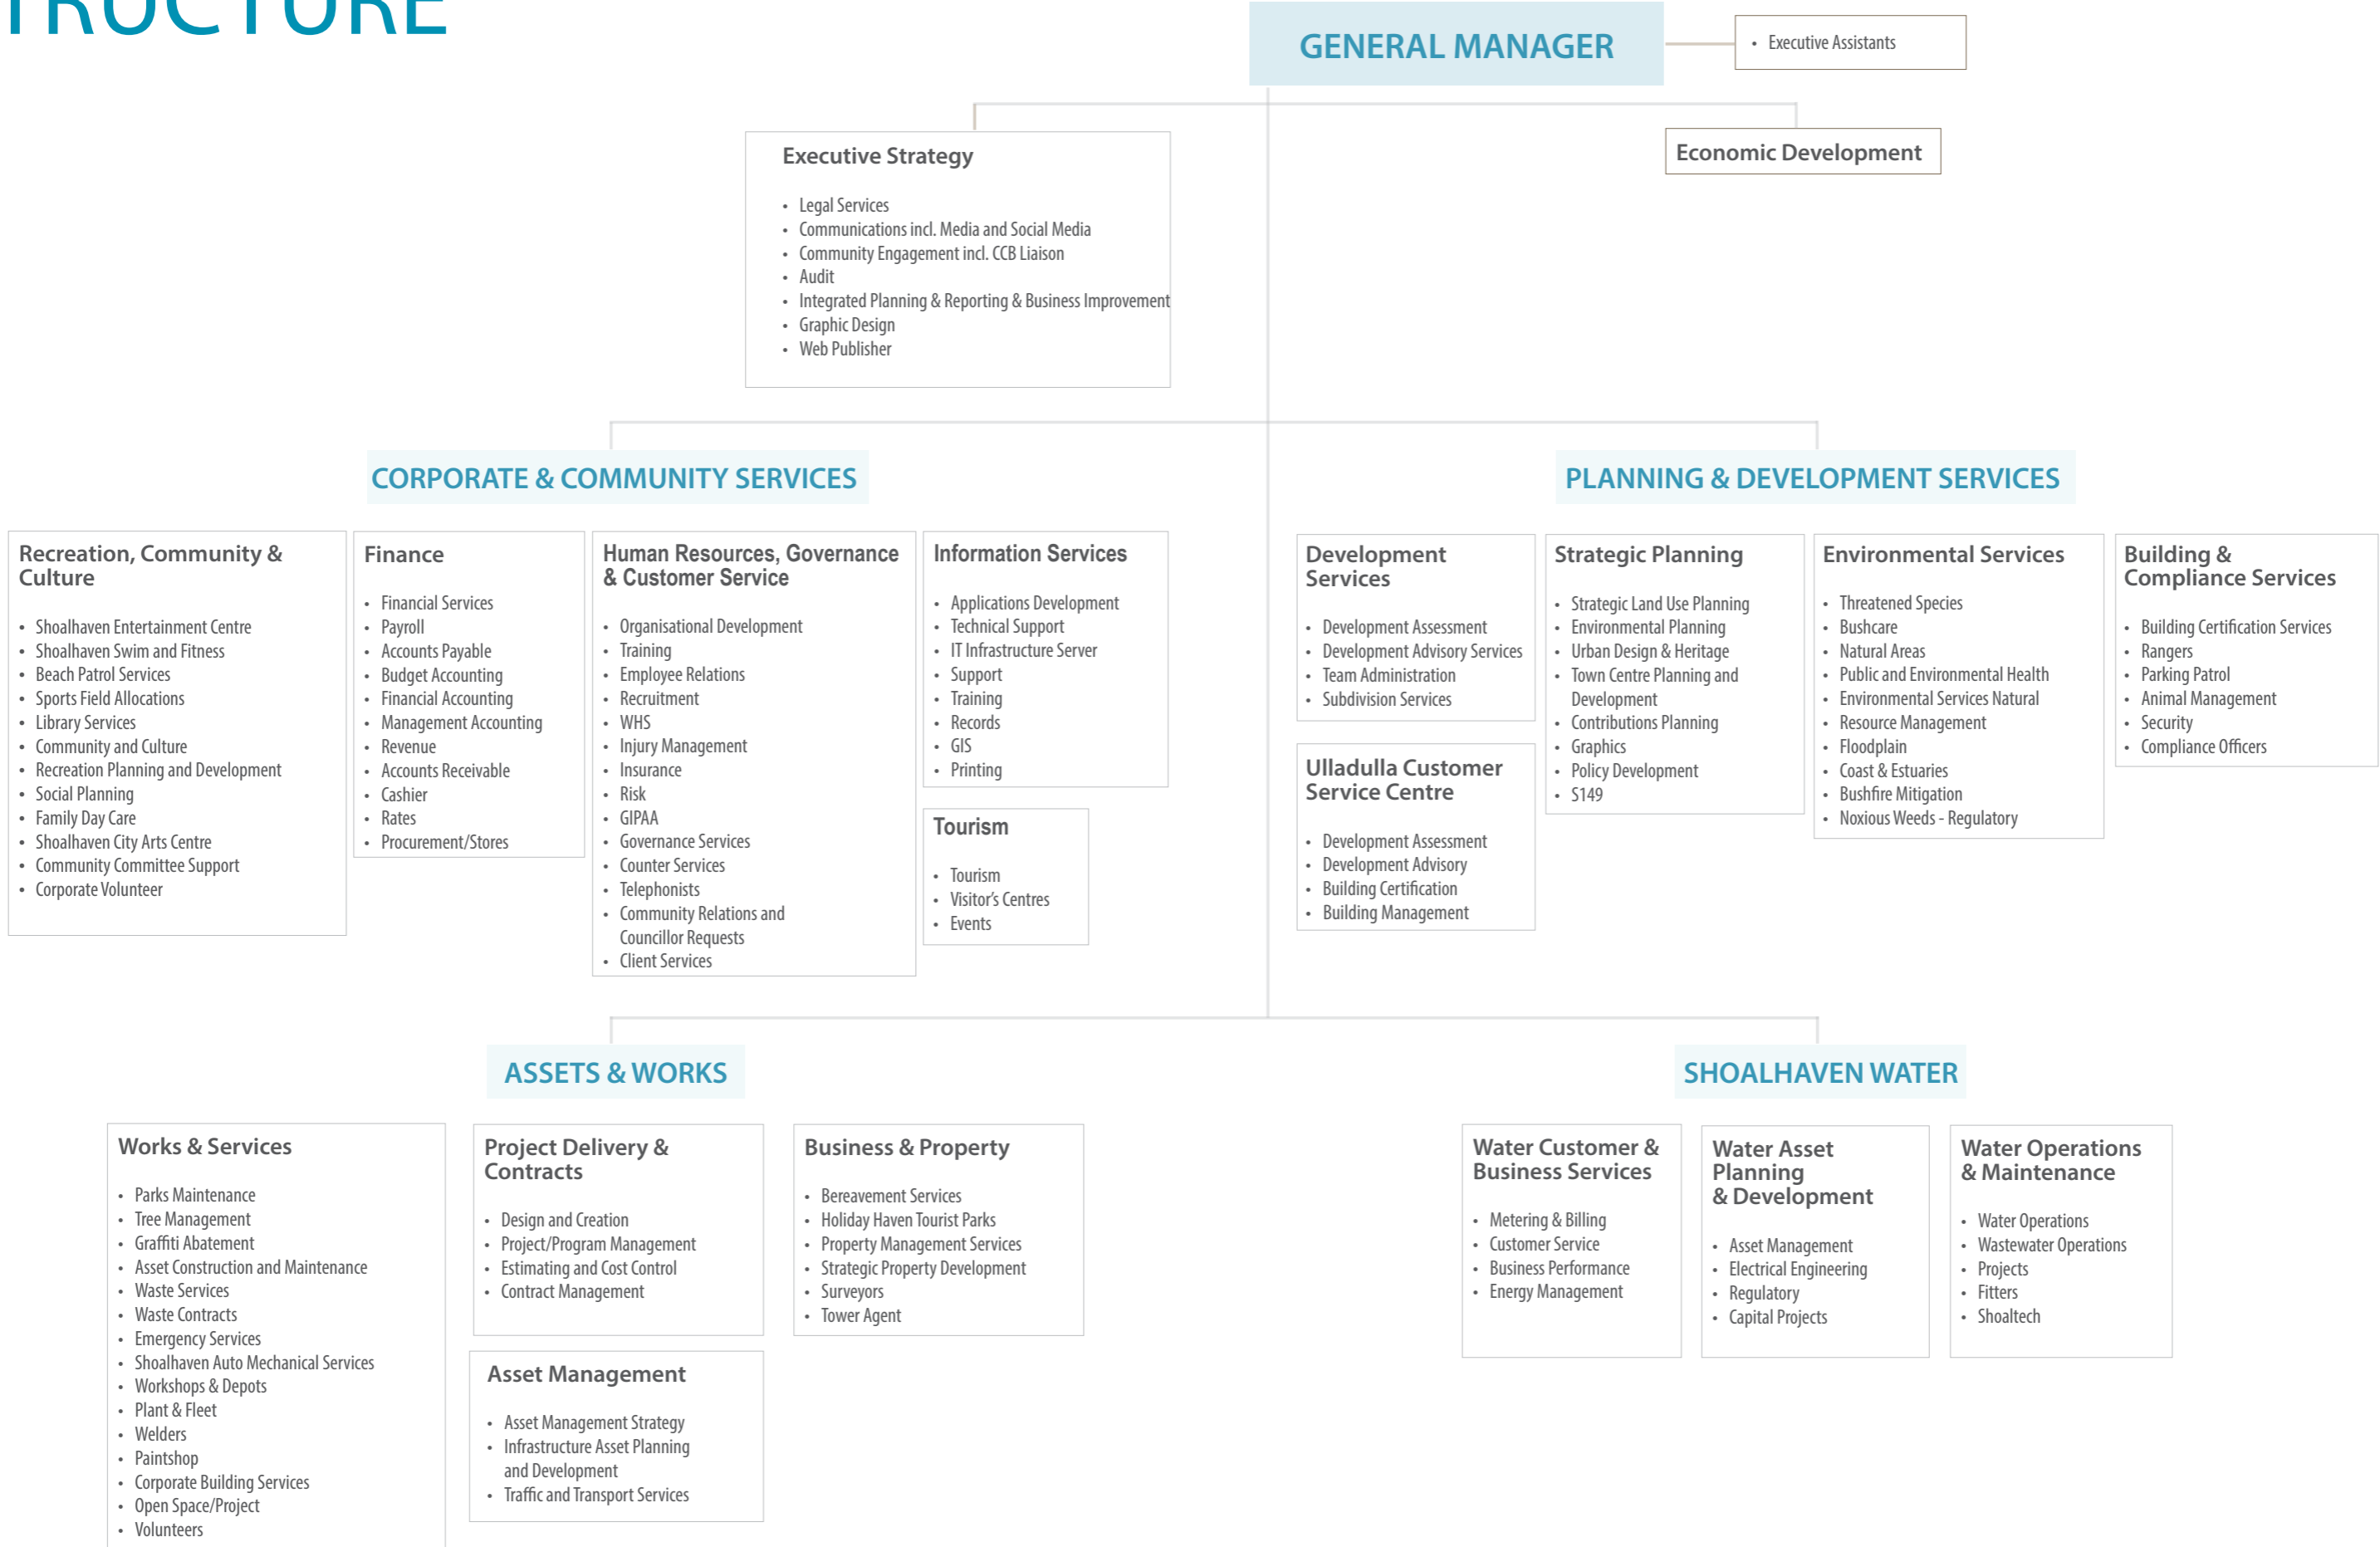 TRUCTURE
GENERAL MANAGER
• Executive Assistants
Executive Strategy
• Legal Services
• Communications incl. Media and Social Media
• Community Engagement incl. CCB Liaison
• Audit
• Integrated Planning & Reporting & Business Improvement
• Graphic Design
• Web Publisher
Economic Development
CORPORATE & COMMUNITY SERVICES
Recreation, Community &
Culture
• Shoalhaven Entertainment Centre
• Shoalhaven Swim and Fitness
• Beach Patrol Services
• Sports Field Allocations
• Library Services
• Community and Culture
• Recreation Planning and Development
• Social Planning
• Family Day Care
• Shoalhaven City Arts Centre
• Community Committee Support
• Corporate Volunteer
Finance
• Financial Services
• Payroll
• Accounts Payable
• Budget Accounting
• Financial Accounting
• Management Accounting
• Revenue
• Accounts Receivable
• Cashier
• Rates
• Procurement/Stores
Human Resources, Governance
& Customer Service
• Organisational Development
• Training
• Employee Relations
• Recruitment
• WHS
• Injury Management
• Insurance
• Risk
• GIPAA
• Governance Services
• Counter Services
• Telephonists
• Community Relations and
Councillor Requests
• Client Services
Information Services
• Applications Development
• Technical Support
• IT Infrastructure Server
• Support
• Training
• Records
• GIS
• Printing
Tourism
• Tourism
• Visitor's Centres
• Events
PLANNING & DEVELOPMENT SERVICES
Development
Services
• Development Assessment
• Development Advisory Services
• Team Administration
• Subdivision Services
Ulladulla Customer
Service Centre
• Development Assessment
• Development Advisory
• Building Certification
• Building Management
Strategic Planning
• Strategic Land Use Planning
• Environmental Planning
• Urban Design & Heritage
• Town Centre Planning and
Development
• Contributions Planning
• Graphics
• Policy Development
• S149
Environmental Services
• Threatened Species
• Bushcare
• Natural Areas
• Public and Environmental Health
• Environmental Services Natural
• Resource Management
• Floodplain
• Coast & Estuaries
• Bushfire Mitigation
• Noxious Weeds - Regulatory
Building &
Compliance Services
• Building Certification Services
• Rangers
• Parking Patrol
• Animal Management
• Security
• Compliance Officers
ASSETS & WORKS
Works & Services
• Parks Maintenance
• Tree Management
• Graffiti Abatement
• Asset Construction and Maintenance
• Waste Services
• Waste Contracts
• Emergency Services
• Shoalhaven Auto Mechanical Services
• Workshops & Depots
• Plant & Fleet
• Welders
• Paintshop
• Corporate Building Services
• Open Space/Project
• Volunteers
Project Delivery &
Contracts
• Design and Creation
• Project/Program Management
• Estimating and Cost Control
• Contract Management
Asset Management
• Asset Management Strategy
• Infrastructure Asset Planning
and Development
• Traffic and Transport Services
Business & Property
• Bereavement Services
• Holiday Haven Tourist Parks
• Property Management Services
• Strategic Property Development
• Surveyors
• Tower Agent
SHOALHAVEN WATER
Water Customer &
Business Services
• Metering & Billing
• Customer Service
• Business Performance
• Energy Management
Water Asset
Planning
& Development
• Asset Management
• Electrical Engineering
• Regulatory
• Capital Projects
Water Operations
& Maintenance
• Water Operations
• Wastewater Operations
• Projects
• Fitters
• Shoaltech